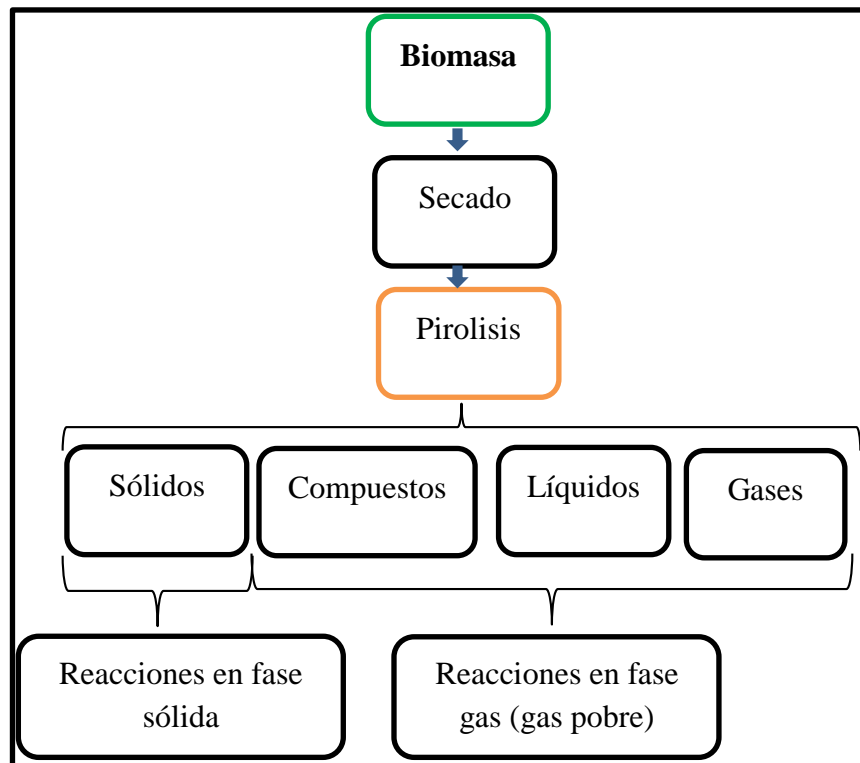 Biomasa
Secado
Pirolisis
Sólidos
Compuestos
Líquidos
Gases
Reacciones en fase
sólida
Reacciones en fase
gas (gas pobre)